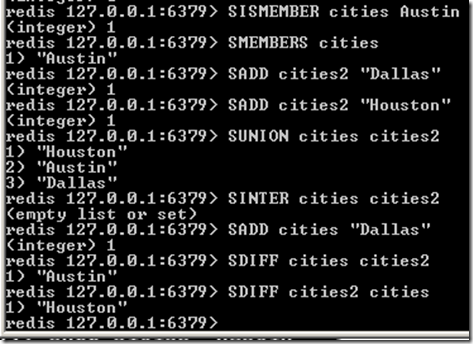 redis 127.0.0.1:6379> SISMEMBER cities Austin
(integer) 1
redis 127.0.0.1:6379> SMEMBERS cities
1) "Austin"
redis 127.0.0.1:6379> SADD cities2 "Dallas"
(integer) 1
redis 127.0.0.1:6379> SADD cities2 "Houston"
(integer) 1
redis 127.0.0.1:6379> SUNION cities cities2
1) "Houston"
2) "Austin"
3) "Dallas"
redis 127.0.0.1:6379> SINTER cities cities2
(empty list or set)
redis 127.0.0.1:6379> SADD cities "Dallas"
(integer) 1
redis 127.0.0.1:6379> SDIFF cities cities2
1) "Austin"
redis 127.0.0.1:6379> SDIFF cities2 cities
1) "Houston"
redis 127.0.0.1:6379>